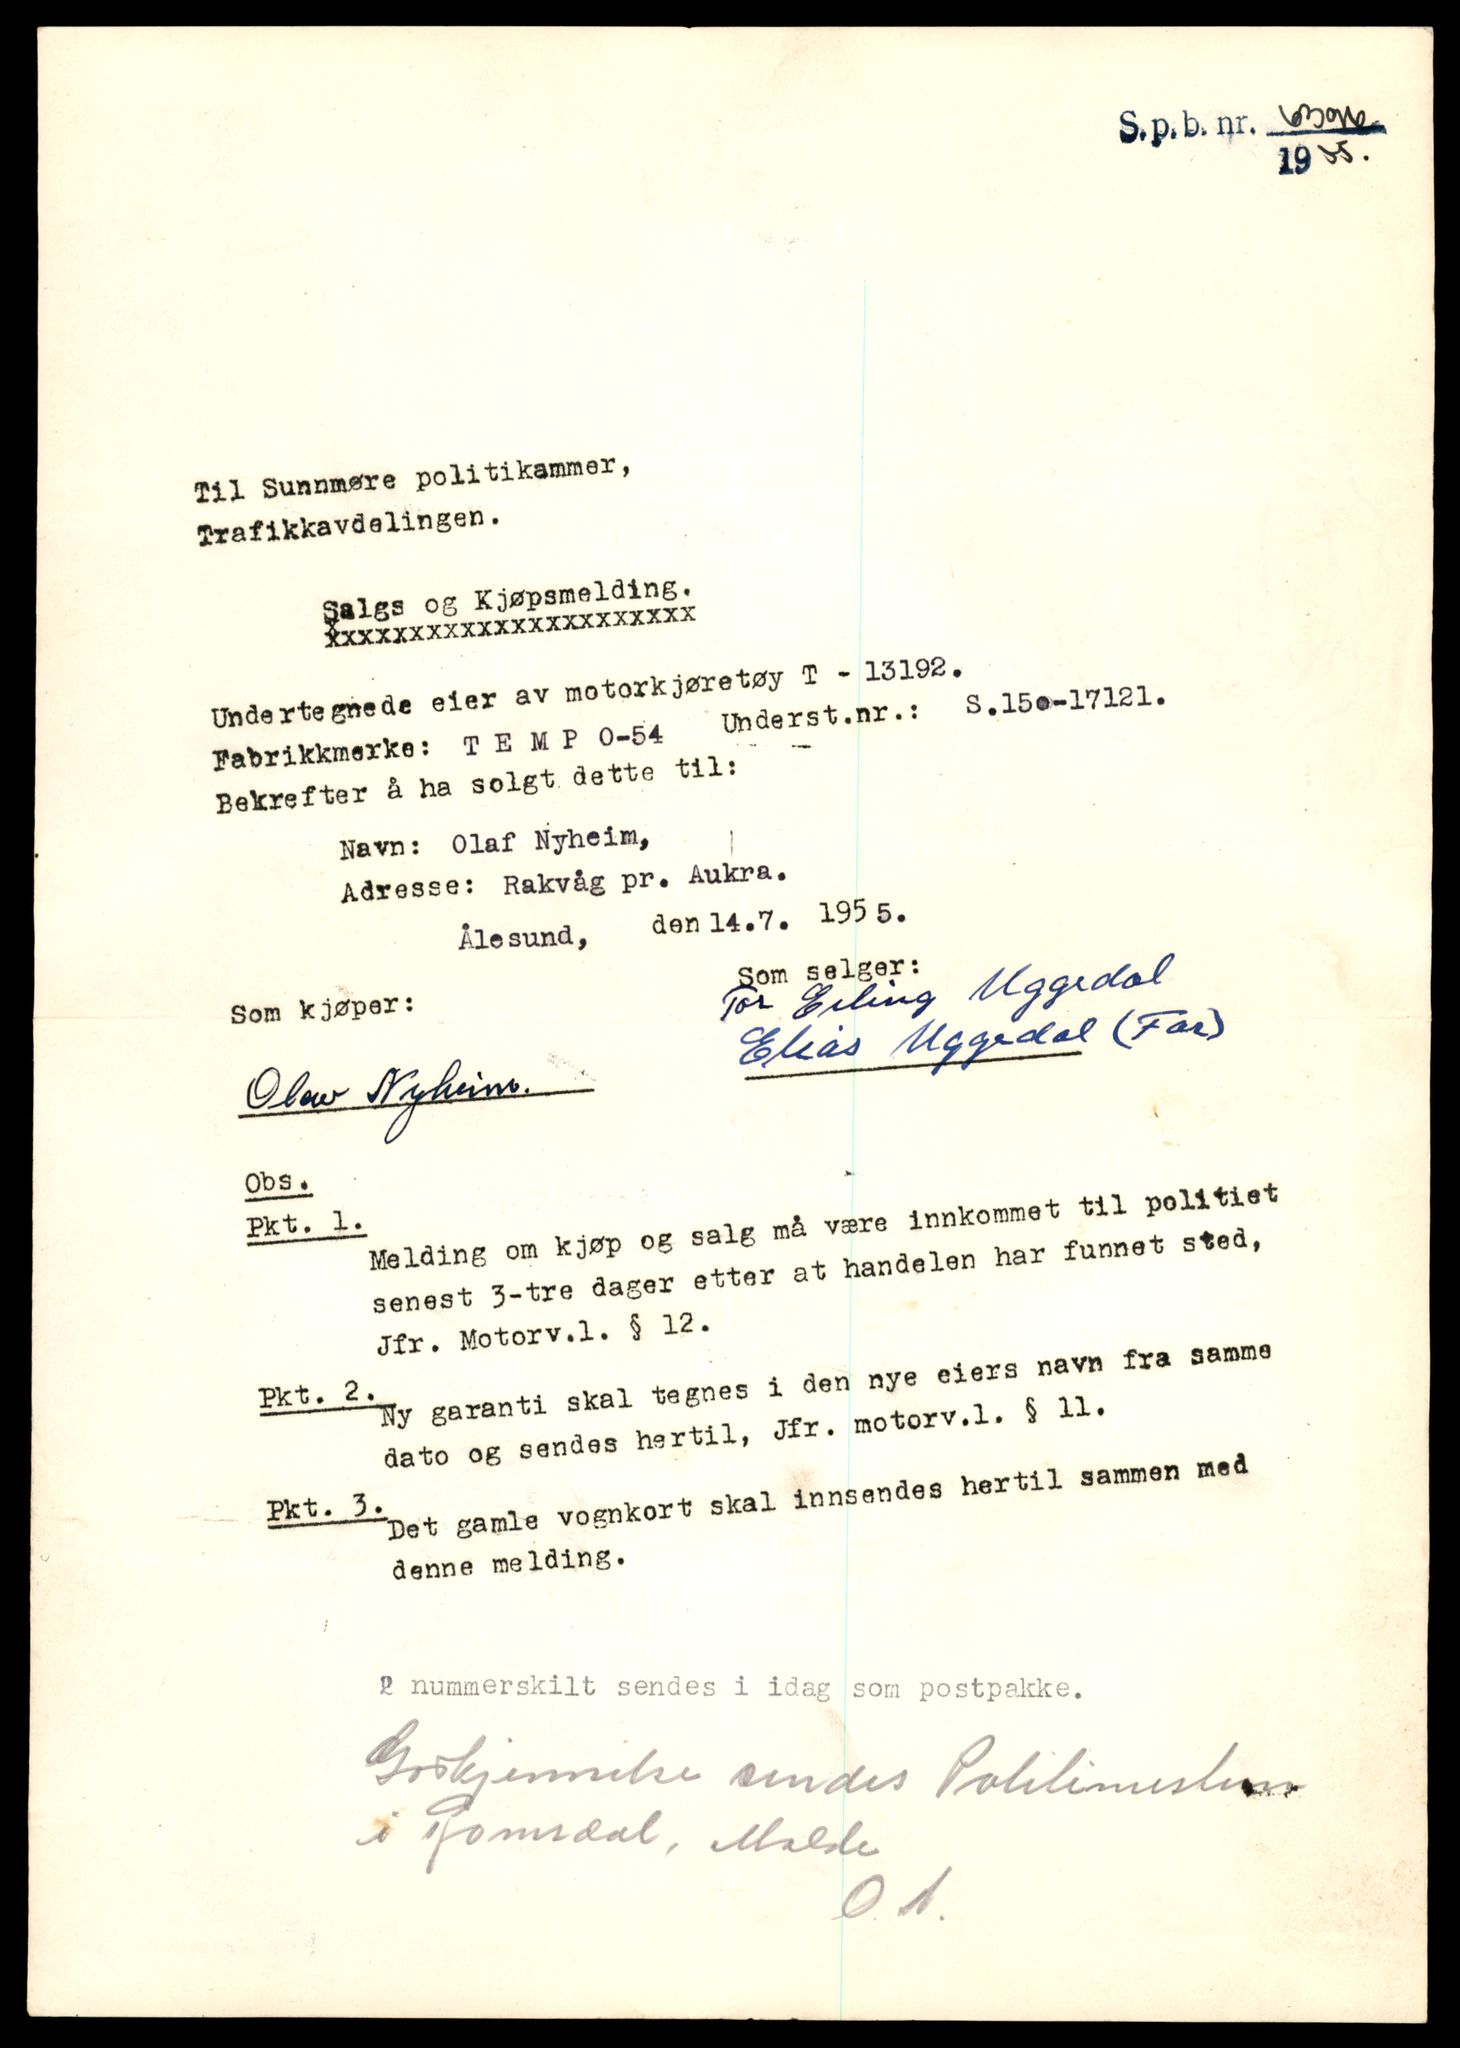 S.p.b. nr.
19 55.
Til Sunnmøre politikammer,
Trafikkavdelingen.
Salgs og Kjøpsmelding.
xxxxxxxxxxxxxxxxxxxxxx
Undertegnede eier av motorkjøretøy T - 13192.
Fabrikkmerke: T E M P O-54 Underst.nr.: S.150-17121.
Bekrefter å ha solgt dette til:
Navn: Olaf Nyheim,
Adresse: Rakvåg pr. Aukra.
Ålesund, den 14.7. 1955.
Som selger:
For Erling Uggedal
Elias Uggedal (Far)
Som kjøper:
Olav Nyheim.
Obs.
Pkt. 1.
Melding om kjøp og salg må være innkommet til politiet
senest 3-tre dager etter at handelen har funnet sted,
Jfr. Motorv.l. § 12.
Pkt. 2.
Ny garanti skal tegnes i den nye eiers navn fra samme
dato og sendes hertil, Jfr. motorv.l. § 11.
Pkt. 3.
Det gamle vognkort skal innsendes hertil sammen med
denne melding.
2 nummerskilt sendes i idag som postpakke.
Godkjennelse sendes Politimesteren
i Romsdal, Molde
O. N.